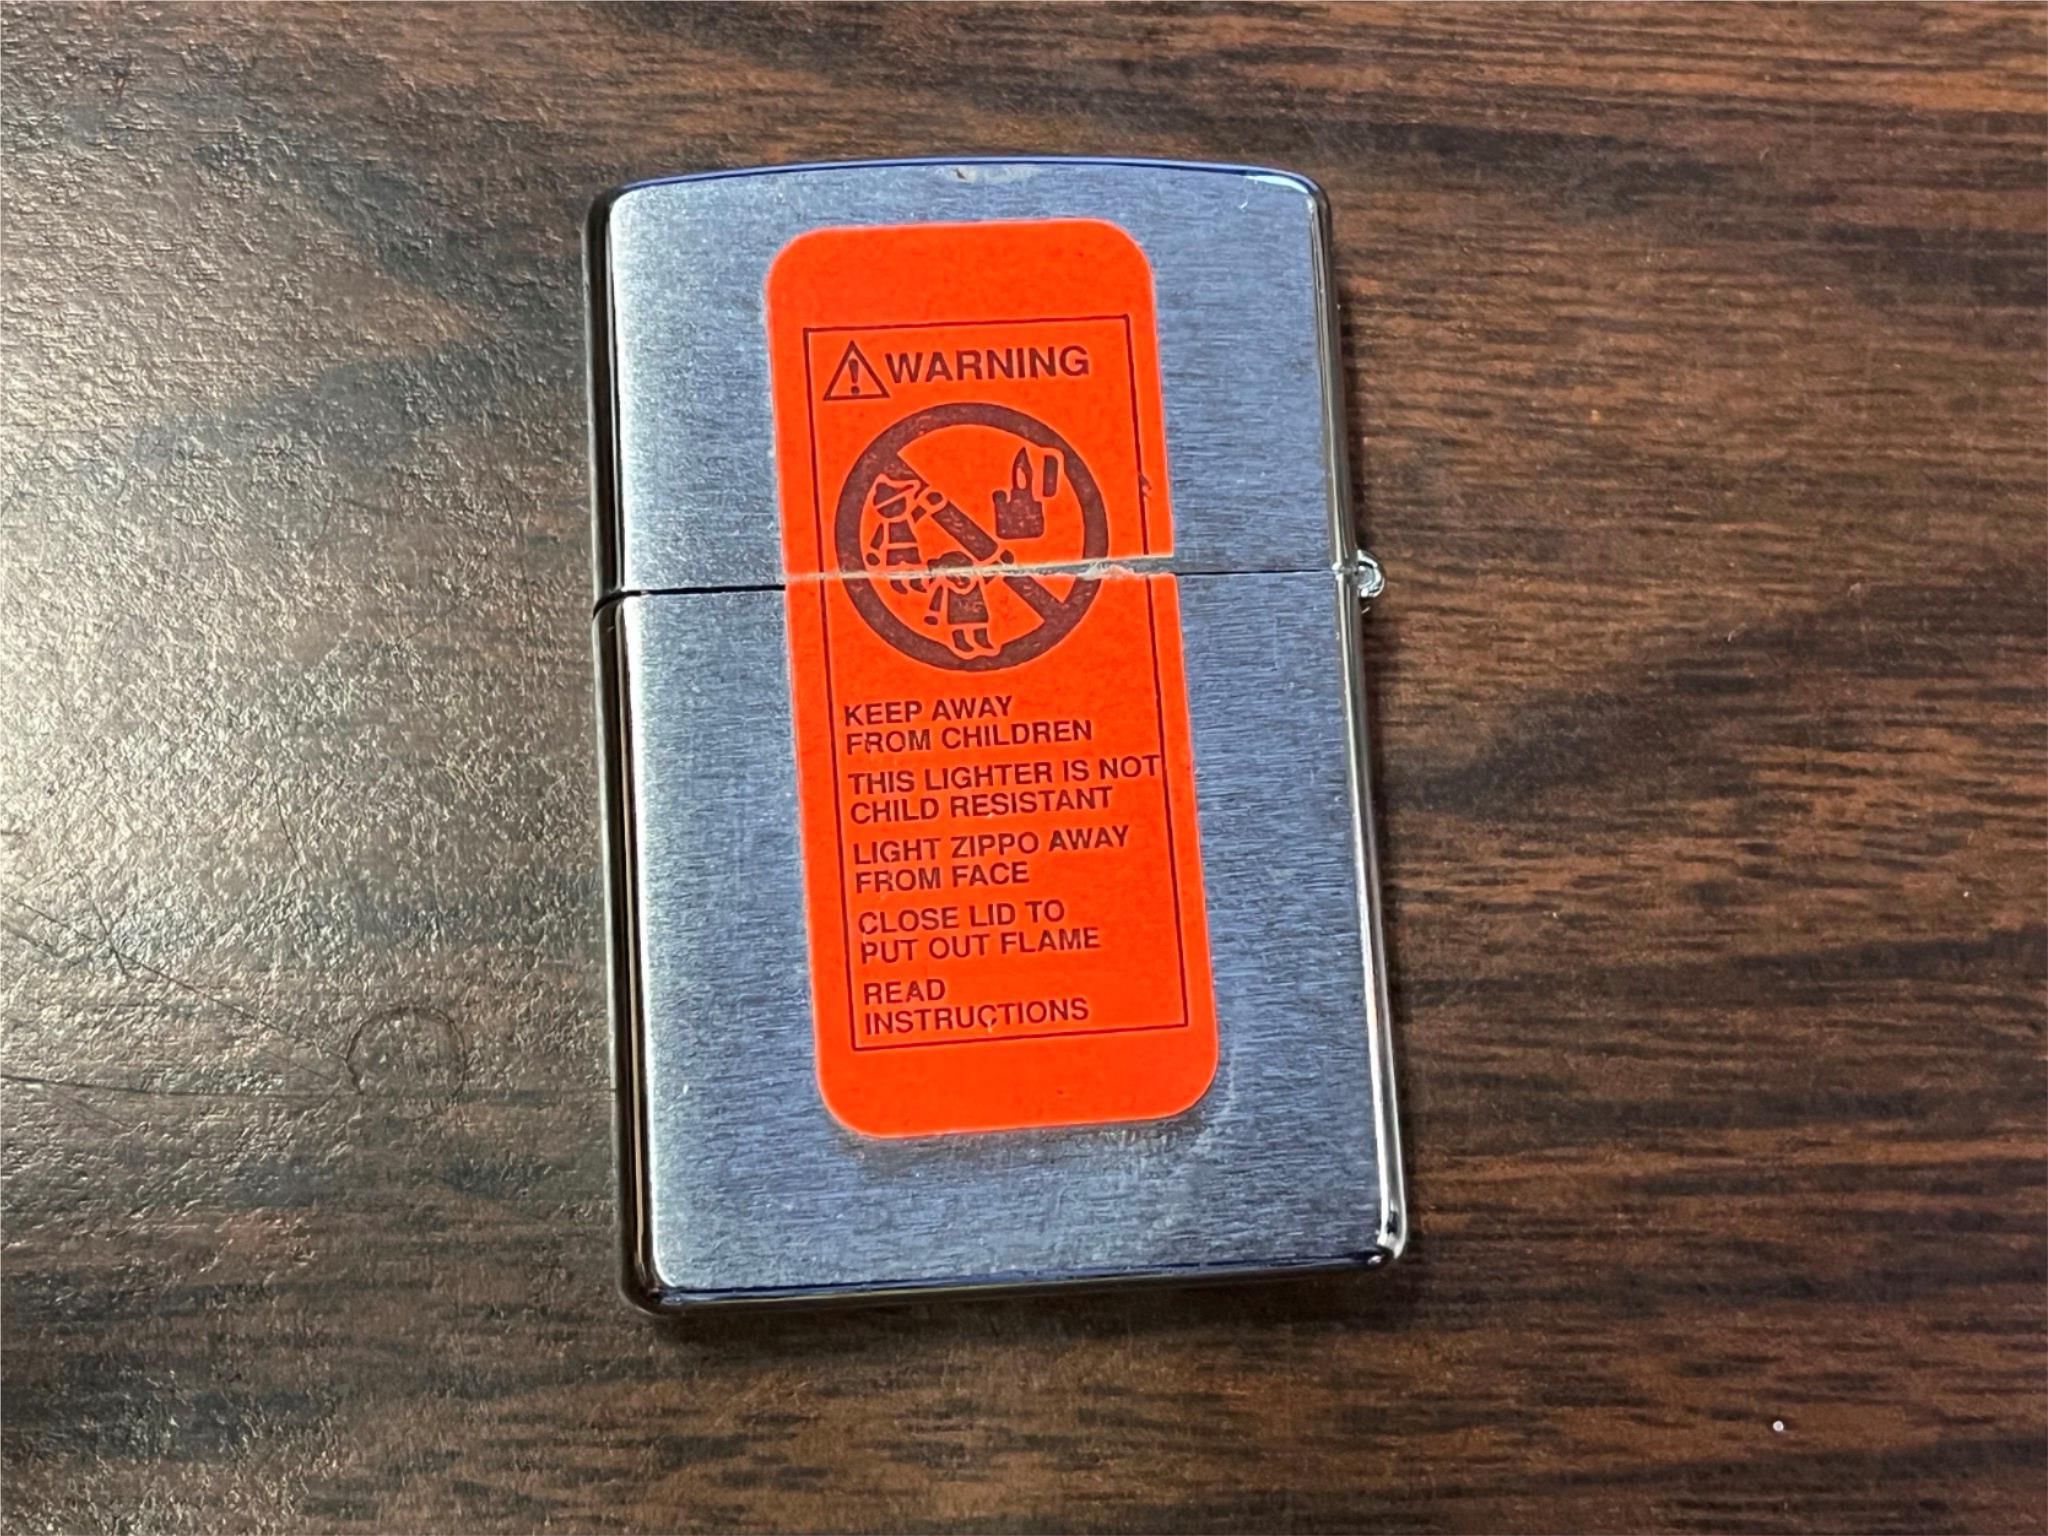 WARNING
KEEP AWAY
FROM CHILDREN
THIS LIGHTER IS NOT
CHILD RESISTANT
LIGHT ZIPPO AWAY
FROM FACE
CLOSE LID TO
PUT OUT FLAME
READ
INSTRUCTIONS